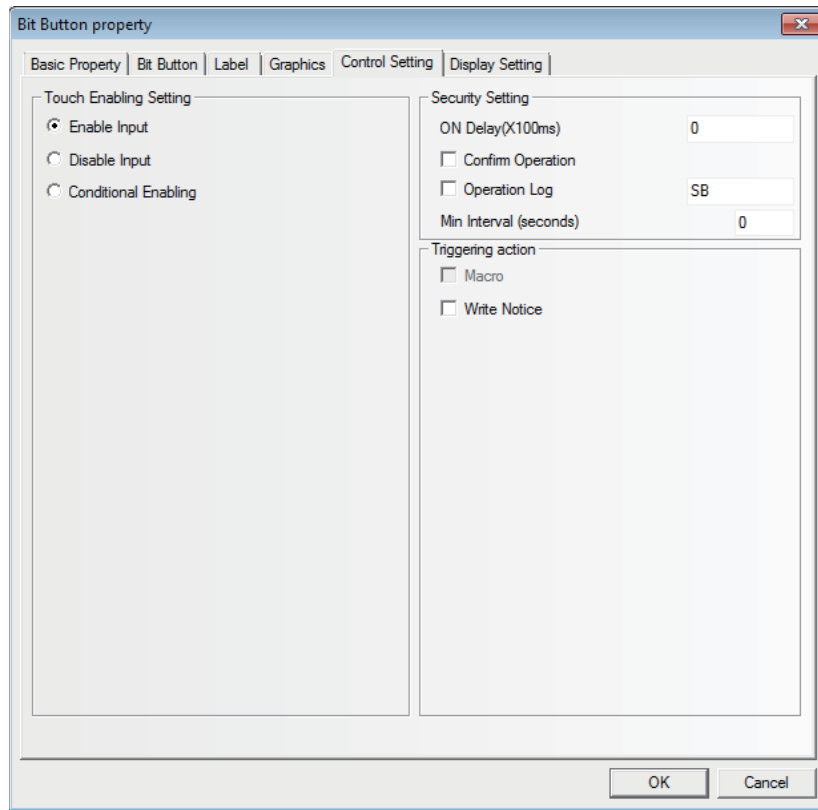 Bit Button property
Basic Property Bit Button Label Graphics Control Setting Display Setting
Touch Enabling Setting
Enable Input
Disable Input
Conditional Enabling
Security Setting
ON Delay(X100ms) 0
Confirm Operation
Operation Log SB
Min Interval (seconds) 0
Triggering action
Macro
Write Notice
OK Cancel